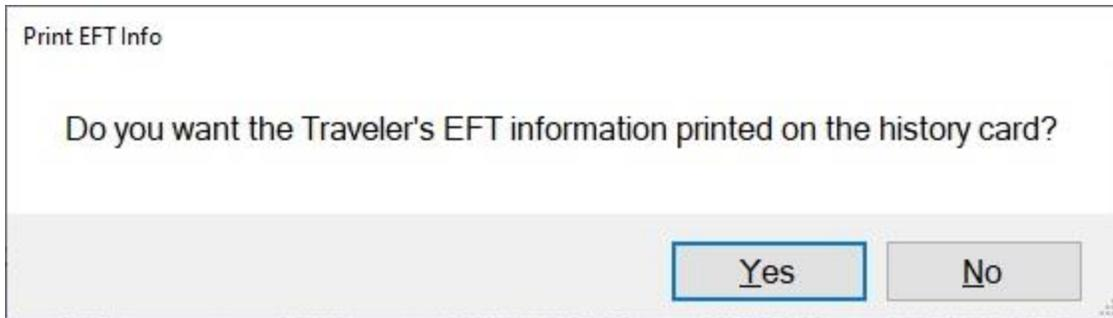 Print EFT Info
Do you want the Traveler's EFT information printed on the history card?
Yes
No